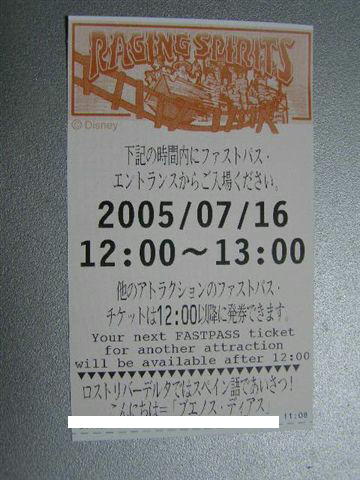 RAGING SPIRITS
© Disney
下記の時間内にファストパス・
エントランスからご入場ください。
2005/07/16
12:00～13:00
他のアトラクションのファストパス・
チケットは12:00以降に発券できます。
Your next FASTPASS ticket
for another attraction
will be available after 12:00
ロストリバーデルタではスペイン語であいさつ！
こんにちは=「ブエノス・ディアス」
11:08